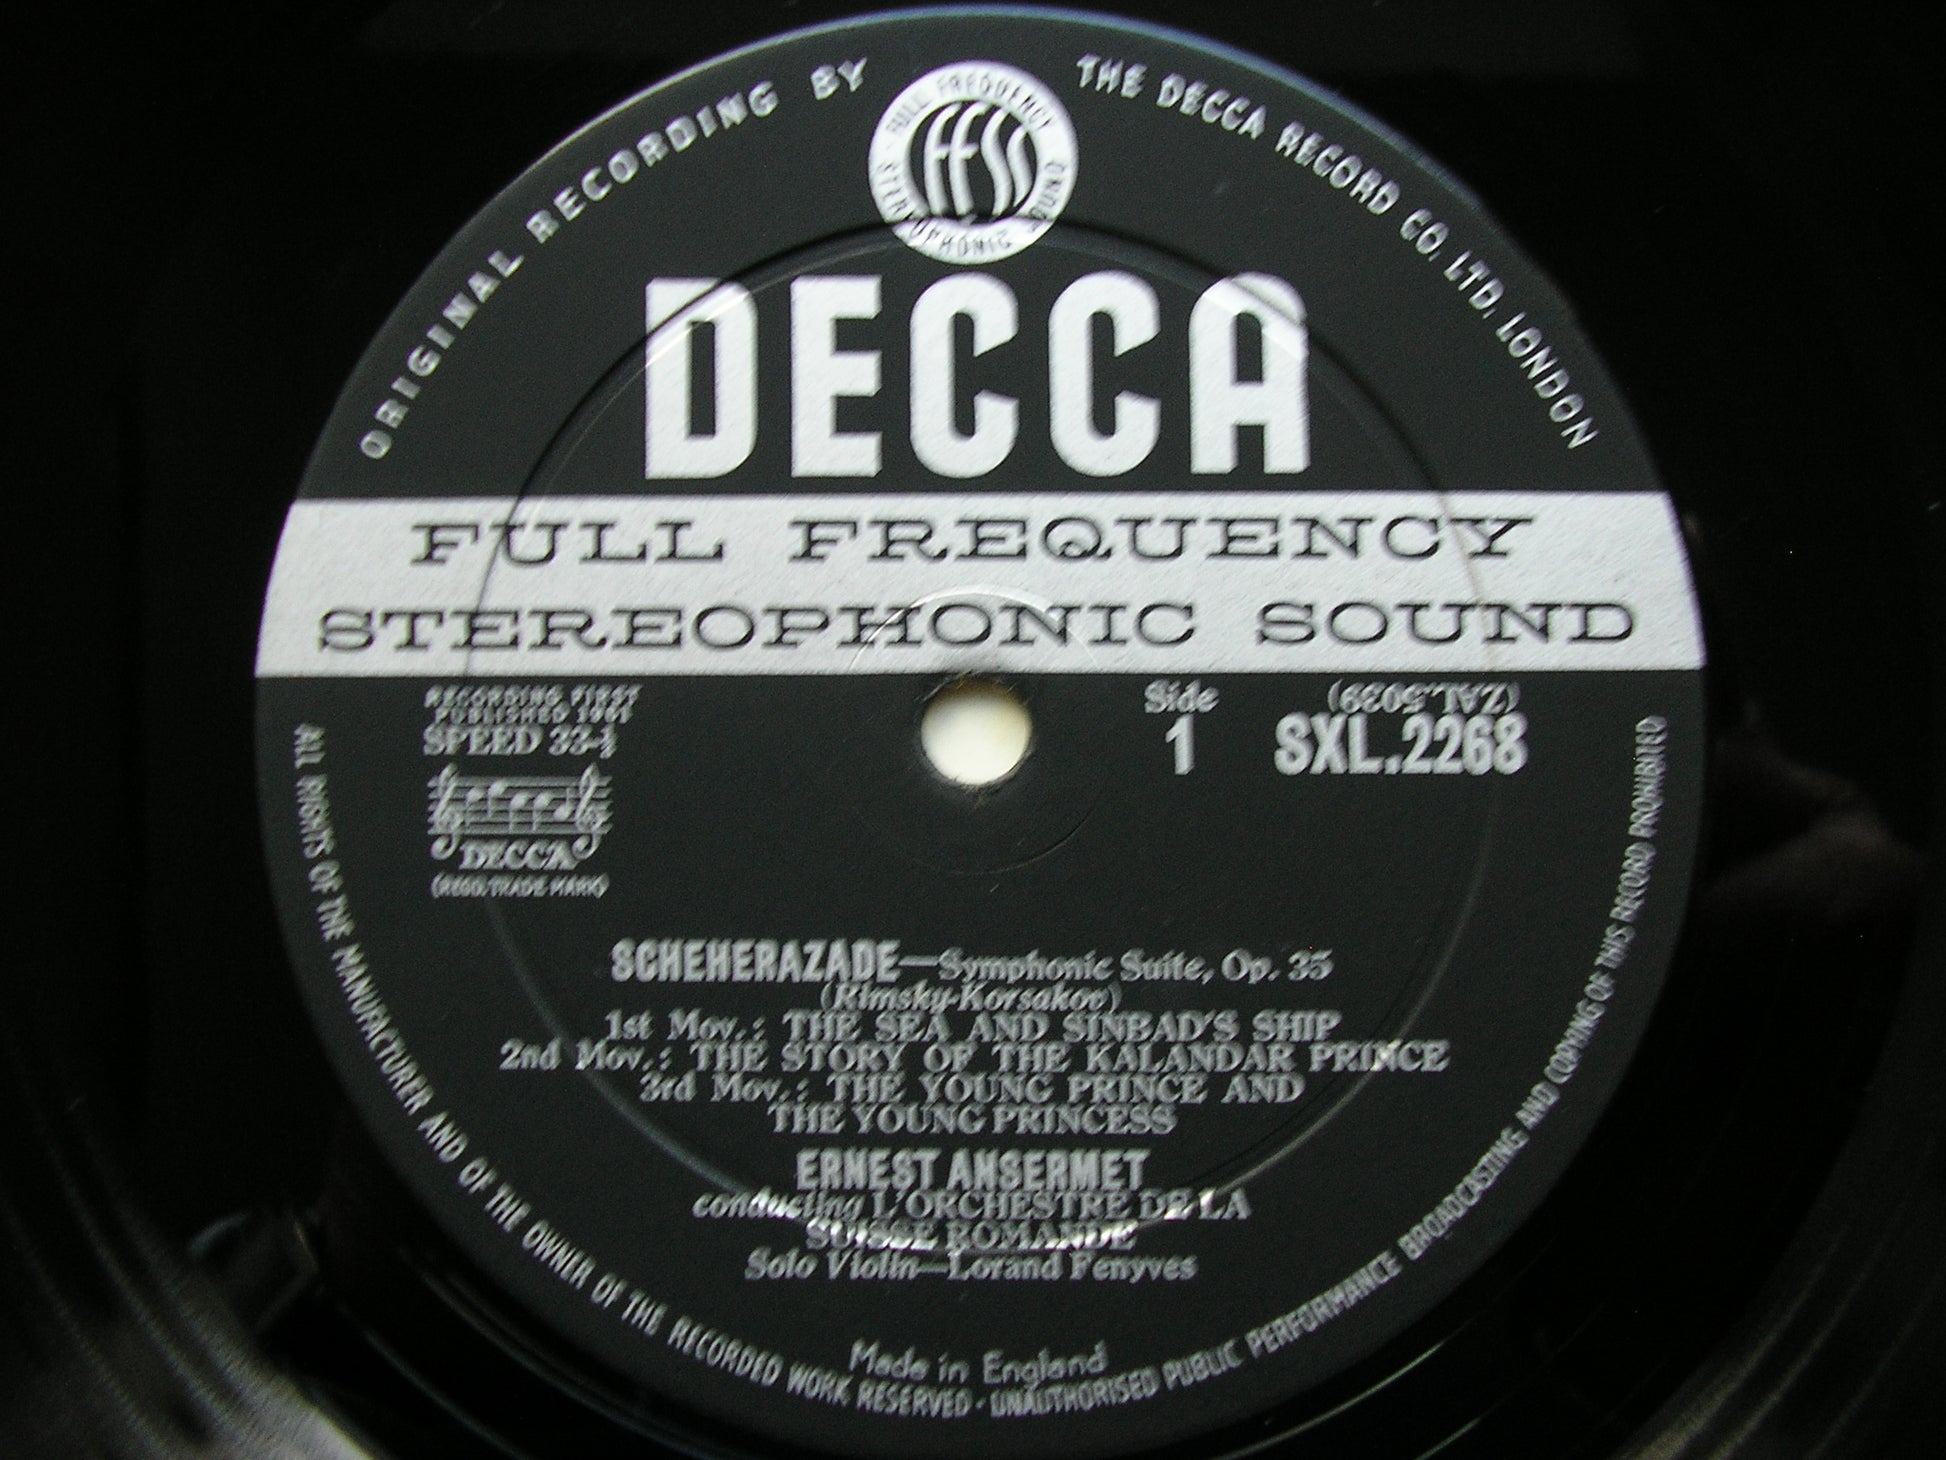 ORIGINAL RECORDING BY THE DECCA RECORD CO. LTD. LONDON
FULL FREQUENCY STEREOPHONIC SOUND
FFSS
DECCA
FULL FREQUENCY
STEREOPHONIC SOUND
RECORDING FIRST
PUBLISHED 1961
SPEED 33-⅓
DECCA
(REGD. TRADE MARK)
Side
1
(ZAL.5039)
SXL.2268
SCHEHERAZADE—Symphonic Suite, Op. 35
(Rimsky-Korsakov)
1st Mov.: THE SEA AND SINBAD'S SHIP
2nd Mov.: THE STORY OF THE KALANDAR PRINCE
3rd Mov.: THE YOUNG PRINCE AND
THE YOUNG PRINCESS
ERNEST ANSERMET
conducting L'ORCHESTRE DE LA
SUISSE ROMANDE
Solo Violin—Lorand Fenyves
Made in England
ALL RIGHTS OF THE MANUFACTURER AND OF THE OWNER OF THE RECORDED WORK RESERVED · UNAUTHORISED PUBLIC PERFORMANCE BROADCASTING AND COPYING OF THIS RECORD PROHIBITED